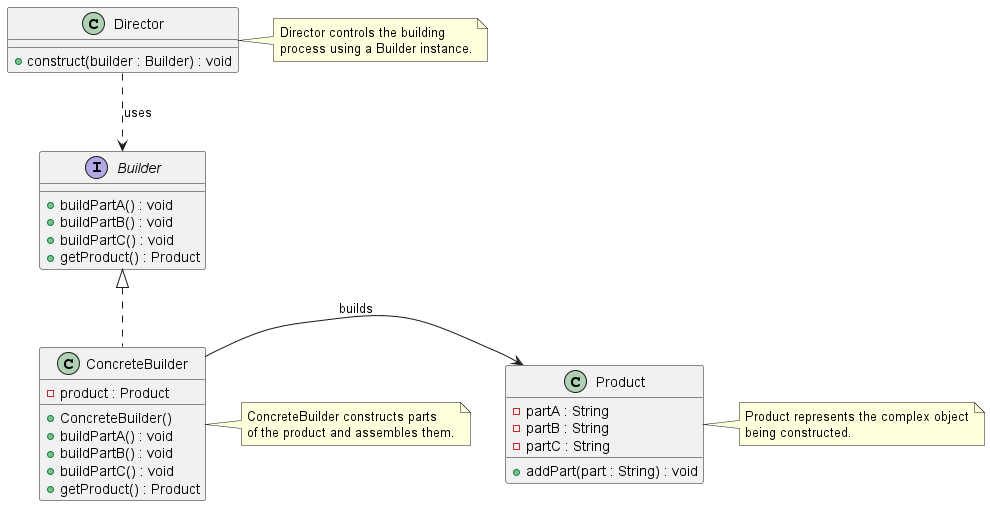 C Director
construct(builder : Builder) : void
Director controls the building
process using a Builder instance.
uses
I Builder
buildPartA() : void
buildPartB() : void
buildPartC() : void
getProduct() : Product
builds
C ConcreteBuilder
product : Product
ConcreteBuilder()
buildPartA() : void
buildPartB() : void
buildPartC() : void
getProduct() : Product
ConcreteBuilder constructs parts
of the product and assembles them.
C Product
partA : String
partB : String
partC : String
addPart(part : String) : void
Product represents the complex object
being constructed.